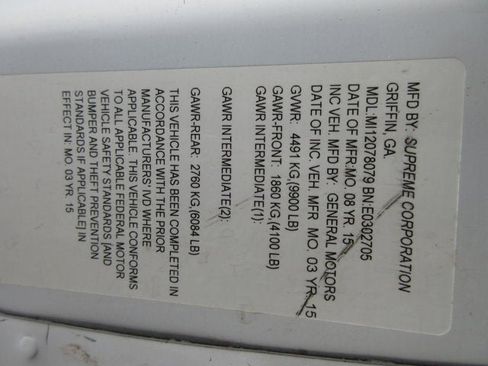 MFD BY: SUPREME CORPORATION
GRIFFIN, GA.
MDL:MI12078079 BN:E0302705
DATE OF MFR:MO. 08 YR. 15
INC VEH. MFD BY: GENERAL MOTORS
DATE OF INC. VEH. MFR MO. 03 YR. 15
GVWR: 4491 KG,(9900 LB)
GAWR-FRONT: 1860 KG,(4100 LB)
GAWR INTERMEDIATE(1):
GAWR INTERMEDIATE(2):
GAWR-REAR: 2760 KG,(6084 LB)
THIS VEHICLE HAS BEEN COMPLETED IN
ACCORDANCE WITH THE PRIOR
MANUFACTURERS' IVD WHERE
APPLICABLE. THIS VEHICLE CONFORMS
TO ALL APPLICABLE FEDERAL MOTOR
VEHICLE SAFETY STANDARDS [AND
BUMPER AND THEFT PREVENTION
STANDARDS IF APPLICABLE] IN
EFFECT IN: MO. 03 YR. 15